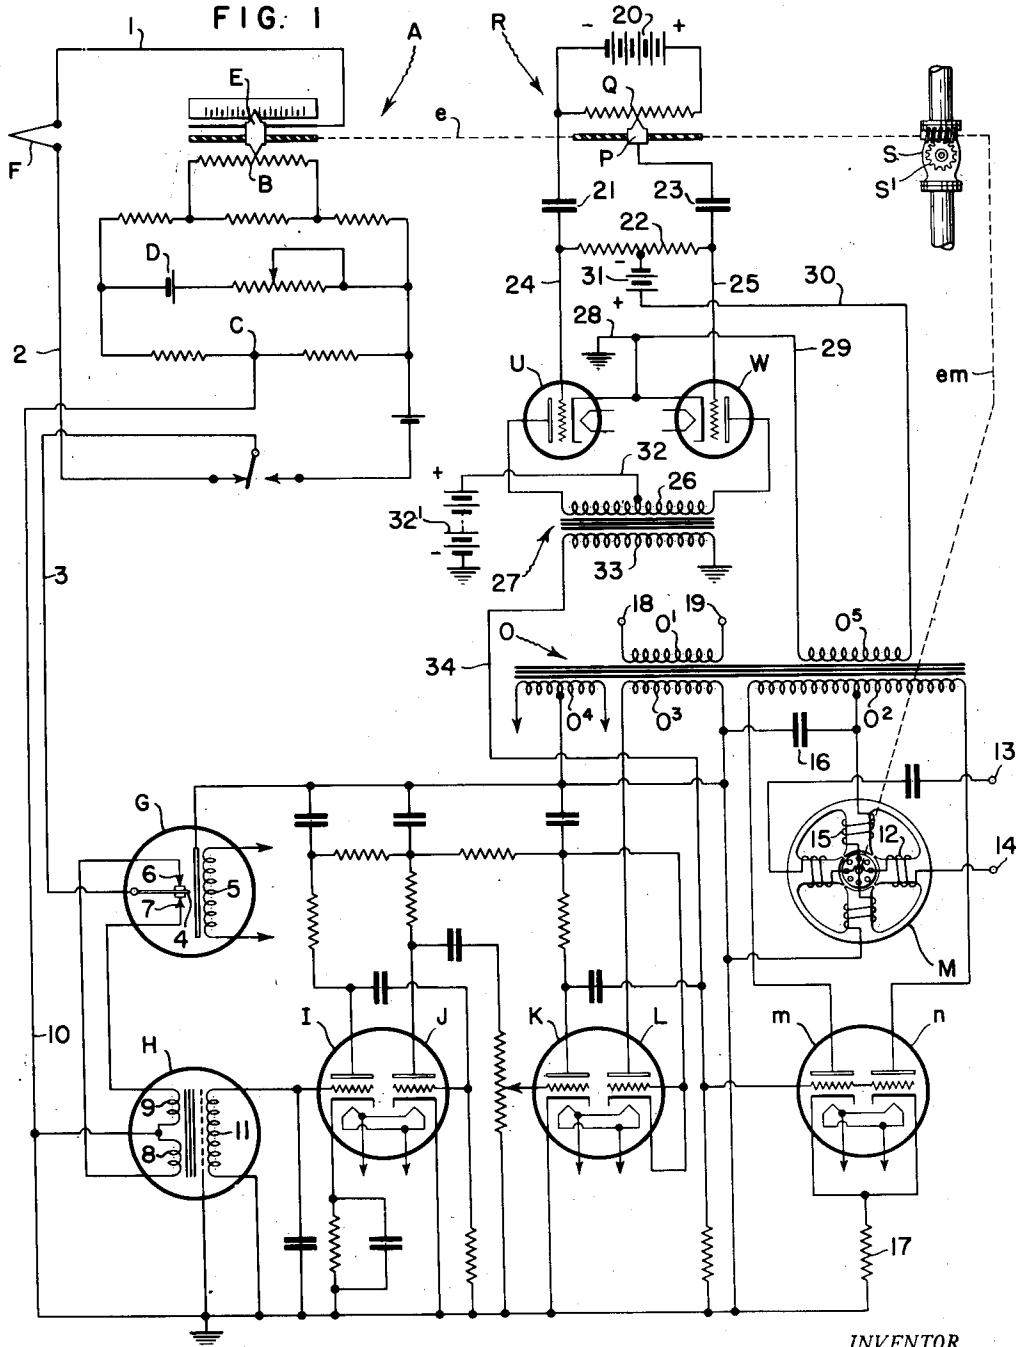 FIG. 1
1
A
R
- 20 +
E
Q
e
F
P
S
S¹
B
21
23
22
D
-
31
24
25
30
+
28
C
2
29
em
U
W
32
+
26
32¹
-
3
27
33
18
19
O
O¹
O⁵
34
O⁴
O³
O²
16
13
G
15
12
14
6
5
7
4
M
I
J
K
L
m
n
10
H
9
11
8
17
INVENTOR